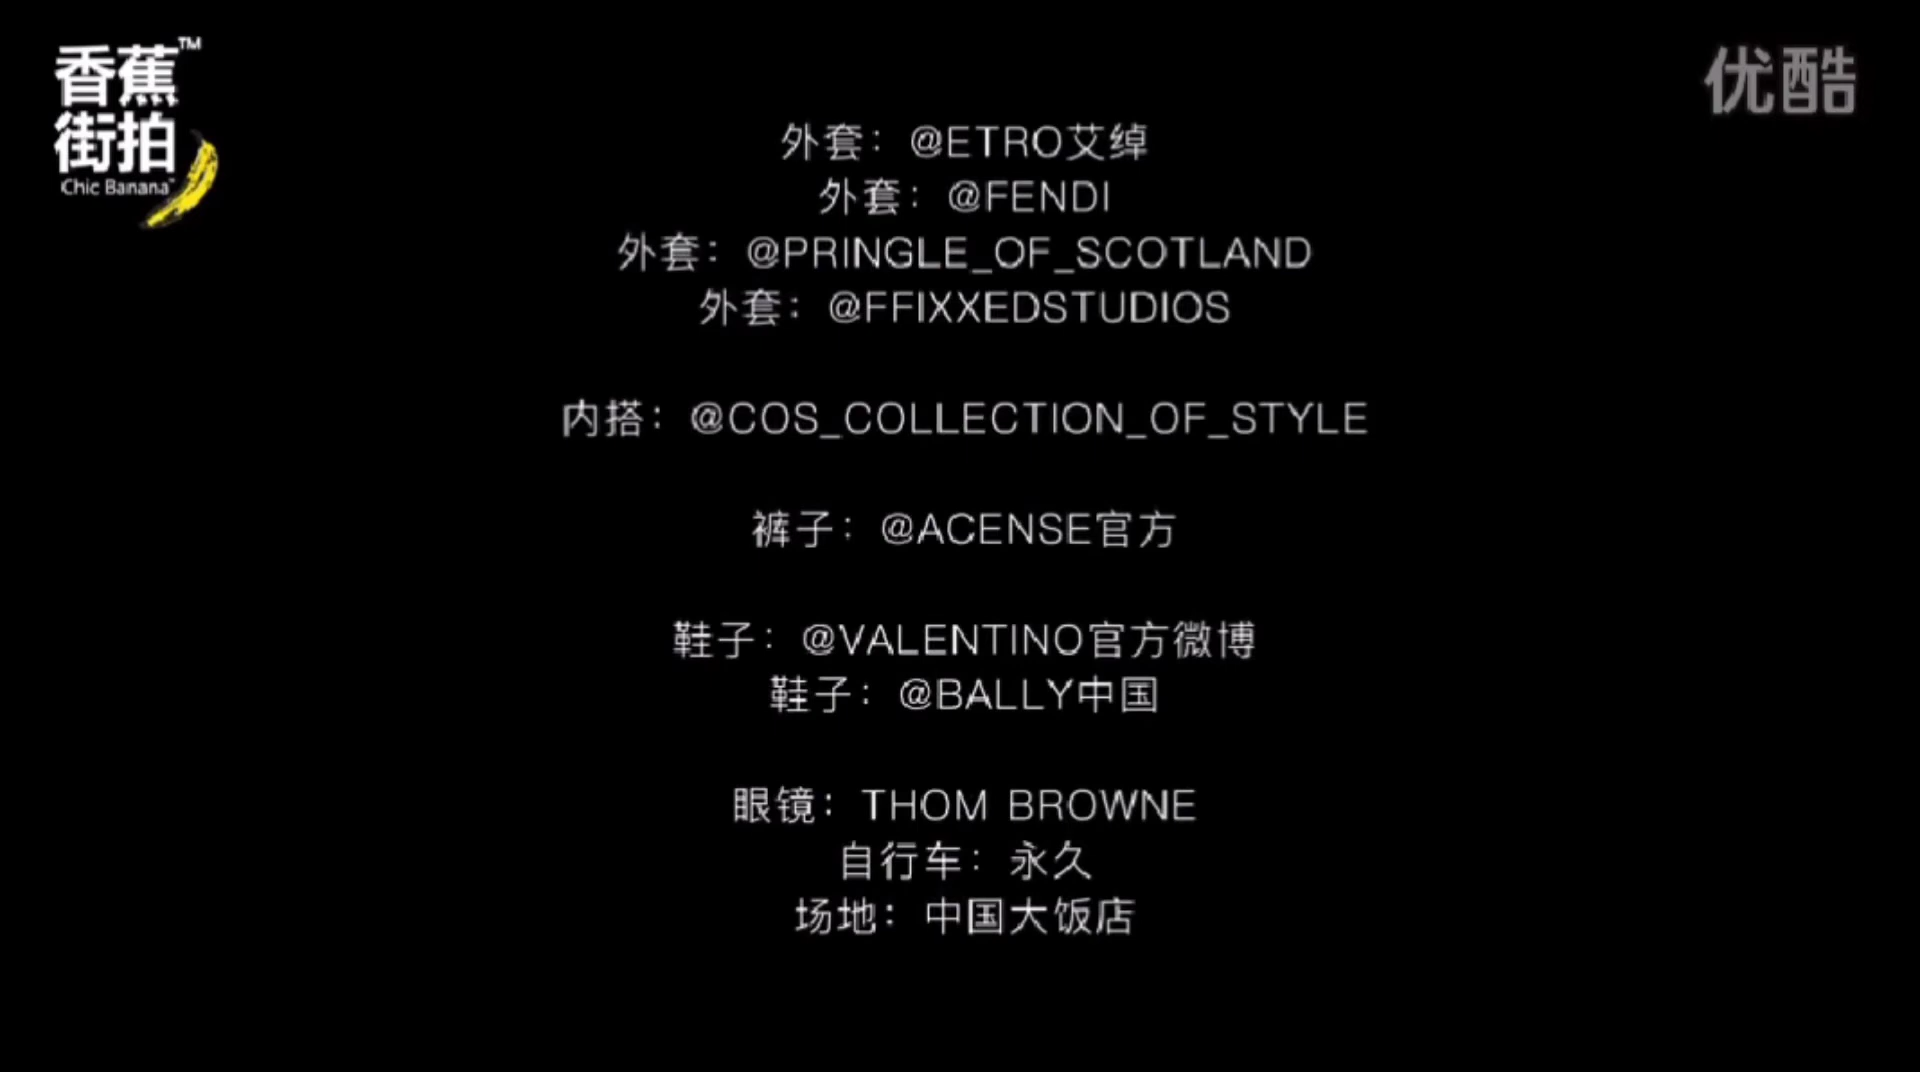 香蕉™
街拍
Chic Banana™
优酷
外套：@ETRO艾绰
外套：@FENDI
外套：@PRINGLE_OF_SCOTLAND
外套：@FFIXXEDSTUDIOS
内搭：@COS_COLLECTION_OF_STYLE
裤子：@ACENSE官方
鞋子：@VALENTINO官方微博
鞋子：@BALLY中国
眼镜：THOM BROWNE
自行车：永久
场地：中国大饭店